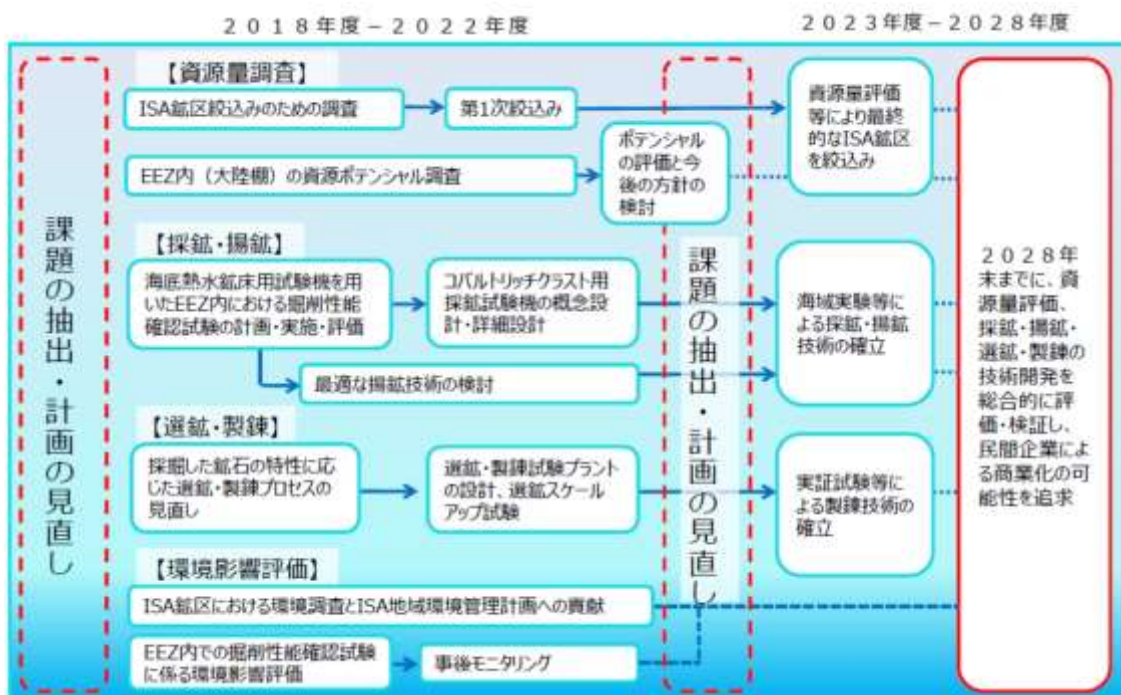 2018年度－2022年度
2023年度－2028年度
課題の抽出・計画の見直し
【資源量調査】
ISA鉱区絞込みのための調査
第1次絞込み
EEZ内（大陸棚）の資源ポテンシャル調査
ポテンシャル
の評価と今
後の方針の
検討
【採鉱・揚鉱】
海底熱水鉱床用試験機を用
いたEEZ内における掘削性能
確認試験の計画・実施・評価
コバルトリッチクラスト用
採鉱試験機の概念設
計・詳細設計
最適な揚鉱技術の検討
【選鉱・製錬】
採掘した鉱石の特性に応
じた選鉱・製錬プロセスの
見直し
選鉱・製錬試験プラント
の設計、選鉱スケール
アップ試験
【環境影響評価】
ISA鉱区における環境調査とISA地域環境管理計画への貢献
EEZ内での掘削性能確認試験
に係る環境影響評価
事後モニタリング
課題の抽出・計画の見直し
資源量評価
等により最終
的なISA鉱区
を絞込み
海域実験等
による採鉱・揚鉱
技術の確立
実証試験等
による製錬技術の
確立
2028年
末までに、資
源量評価、
採鉱・揚鉱・
選鉱・製錬の
技術開発を
総合的に評
価・検証し、
民間企業によ
る商業化の可
能性を追求